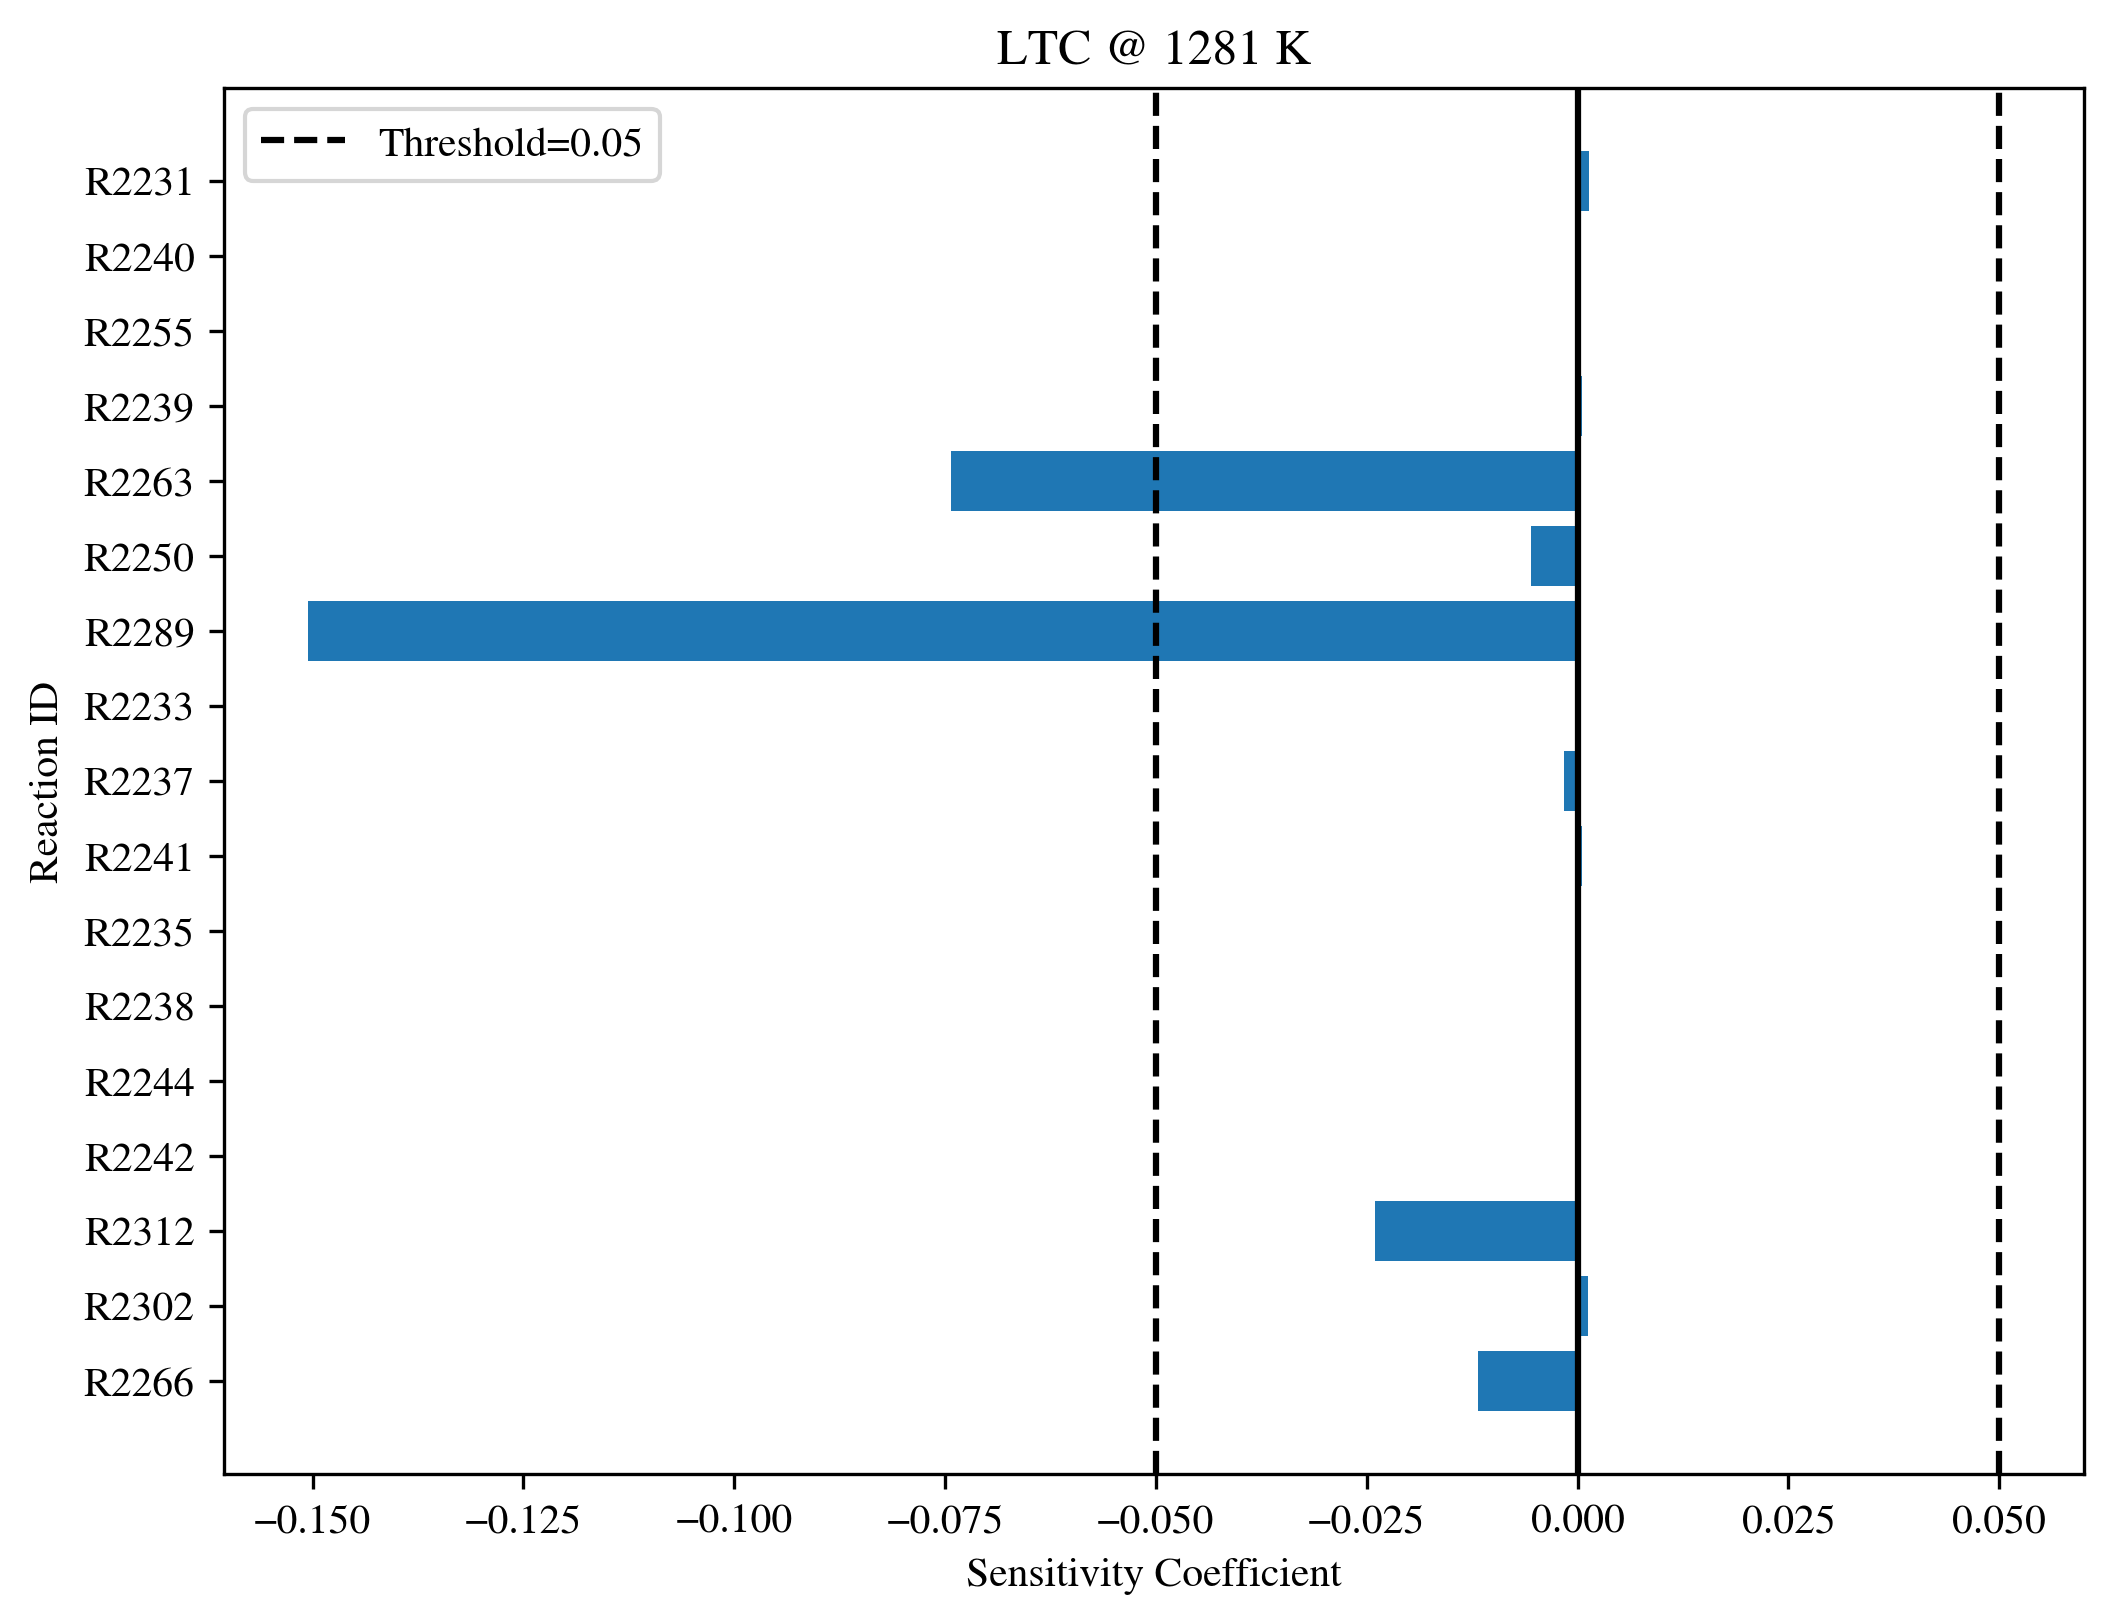 LTC @ 1281 K
Threshold=0.05
R2231
R2240
R2255
R2239
R2263
R2250
R2289
R2233
R2237
R2241
R2235
R2238
R2244
R2242
R2312
R2302
R2266
Reaction ID
−0.150 −0.125 −0.100 −0.075 −0.050 −0.025 0.000 0.025 0.050
Sensitivity Coefficient